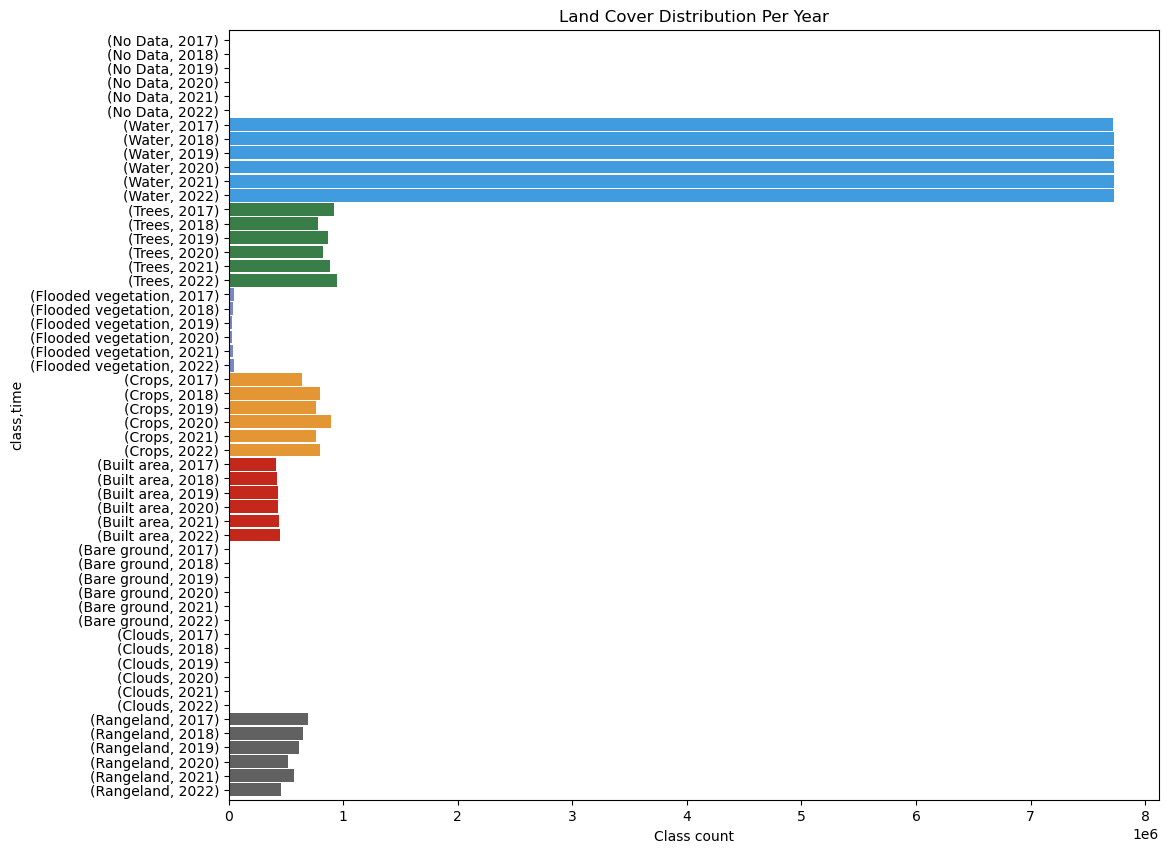 Land Cover Distribution Per Year
(No Data, 2017)
(No Data, 2018)
(No Data, 2019)
(No Data, 2020)
(No Data, 2021)
(No Data, 2022)
(Water, 2017)
(Water, 2018)
(Water, 2019)
(Water, 2020)
(Water, 2021)
(Water, 2022)
(Trees, 2017)
(Trees, 2018)
(Trees, 2019)
(Trees, 2020)
(Trees, 2021)
(Trees, 2022)
(Flooded vegetation, 2017)
(Flooded vegetation, 2018)
(Flooded vegetation, 2019)
(Flooded vegetation, 2020)
(Flooded vegetation, 2021)
(Flooded vegetation, 2022)
(Crops, 2017)
(Crops, 2018)
(Crops, 2019)
(Crops, 2020)
(Crops, 2021)
(Crops, 2022)
(Built area, 2017)
(Built area, 2018)
(Built area, 2019)
(Built area, 2020)
(Built area, 2021)
(Built area, 2022)
(Bare ground, 2017)
(Bare ground, 2018)
(Bare ground, 2019)
(Bare ground, 2020)
(Bare ground, 2021)
(Bare ground, 2022)
(Clouds, 2017)
(Clouds, 2018)
(Clouds, 2019)
(Clouds, 2020)
(Clouds, 2021)
(Clouds, 2022)
(Rangeland, 2017)
(Rangeland, 2018)
(Rangeland, 2019)
(Rangeland, 2020)
(Rangeland, 2021)
(Rangeland, 2022)
class,time
0 1 2 3 4 5 6 7 8
1e6
Class count